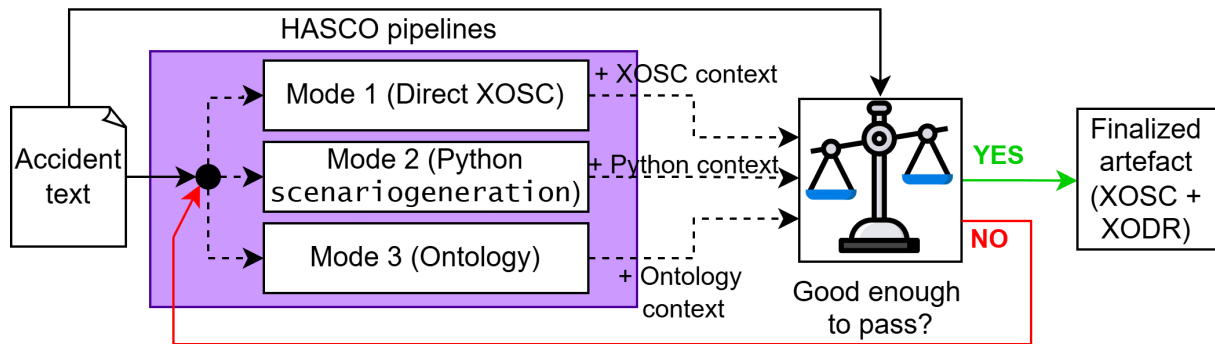 HASCO pipelines
Accident
text
Mode 1 (Direct XOSC)
Mode 2 (Python
scenariogeneration)
Mode 3 (Ontology)
+ XOSC context
+ Python context
+ Ontology
context
Good enough
to pass?
YES
NO
Finalized
artefact
(XOSC +
XODR)